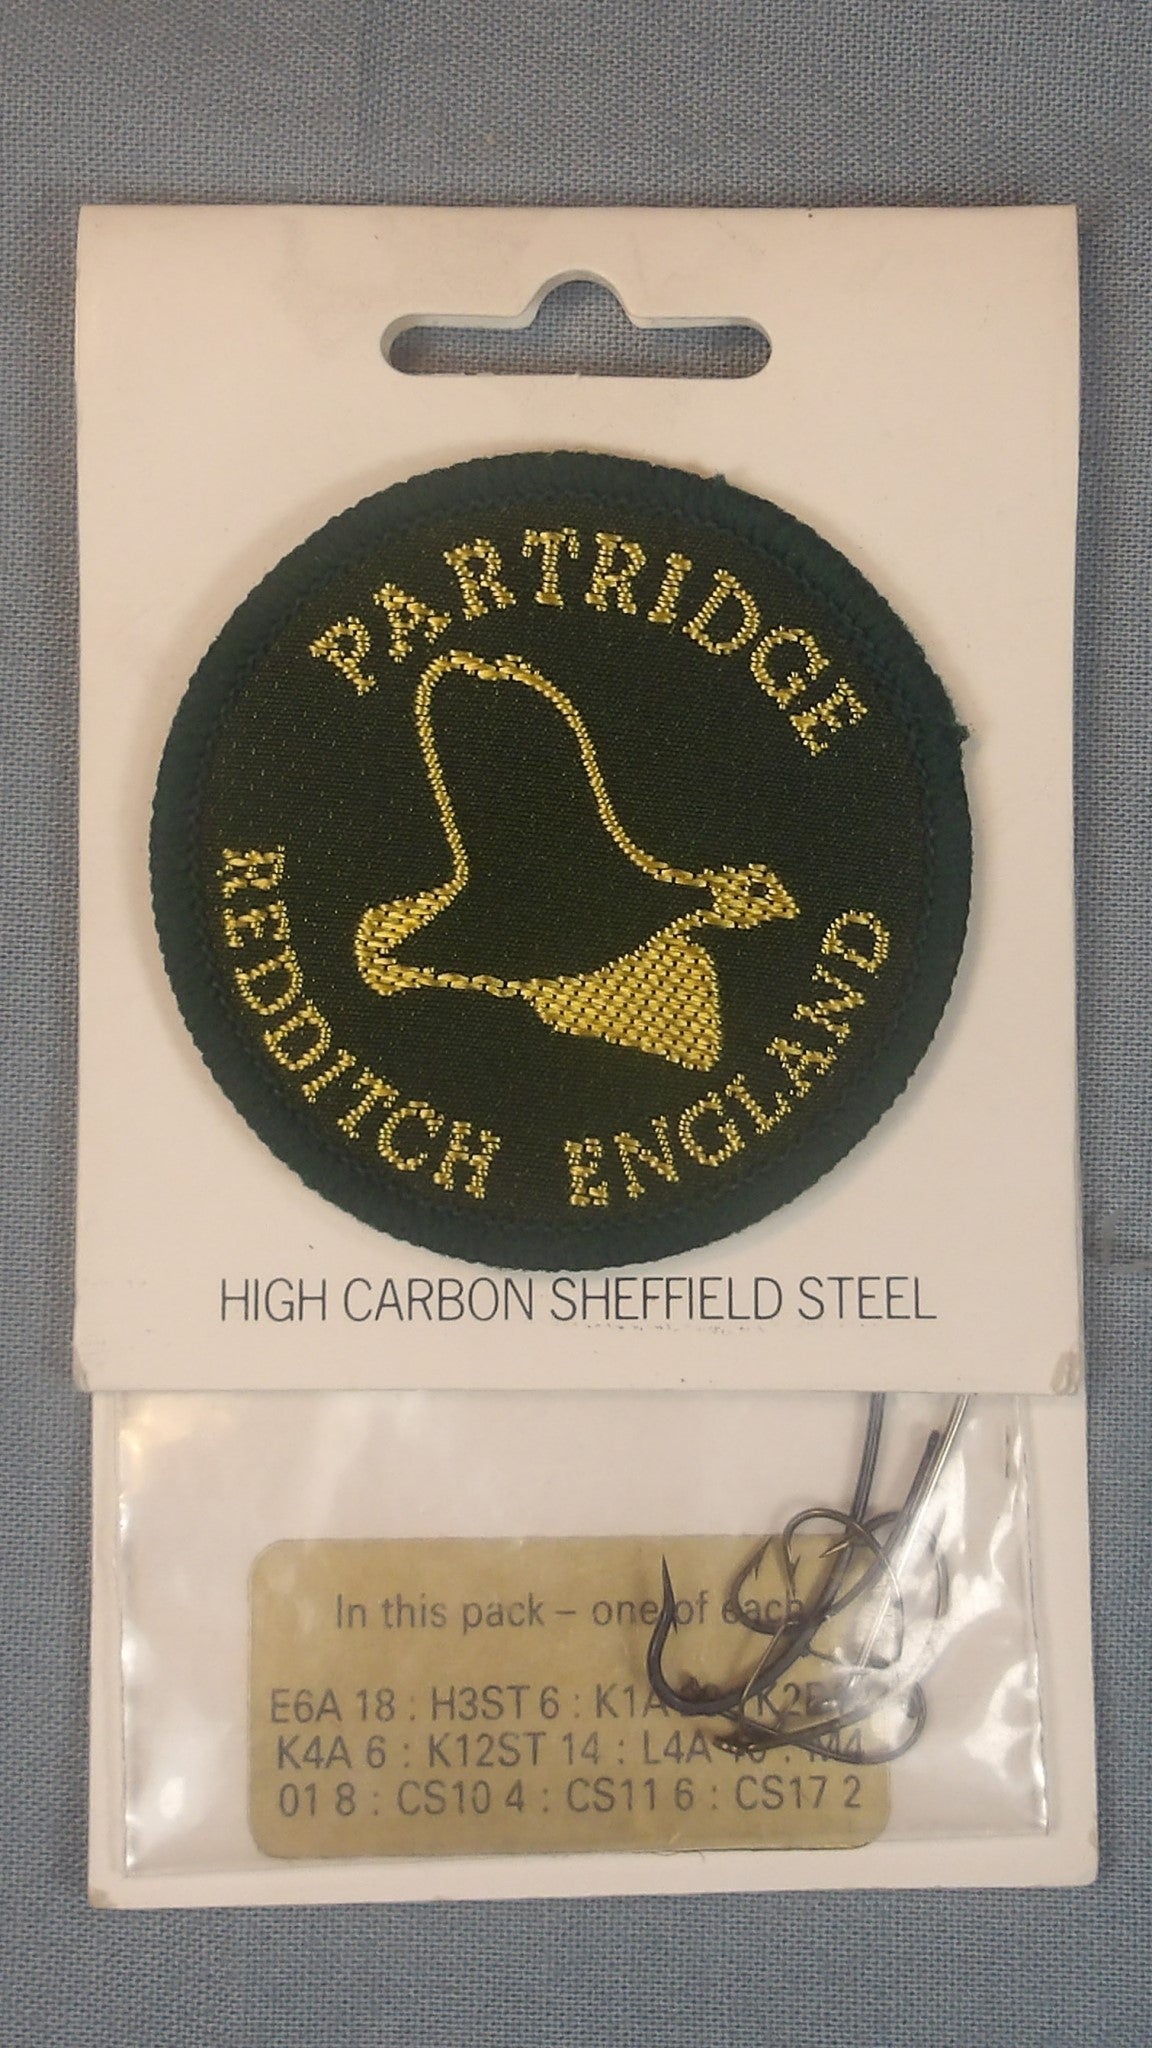 PARTRIDGE
REDDITCH ENGLAND
HIGH CARBON SHEFFIELD STEEL
In this pack – one of each
E6A 18 : H3ST 6 : K1A
K4A 6 : K12ST 14 : L4A : M4
01 8 : CS10 4 : CS11 6 : CS17 2